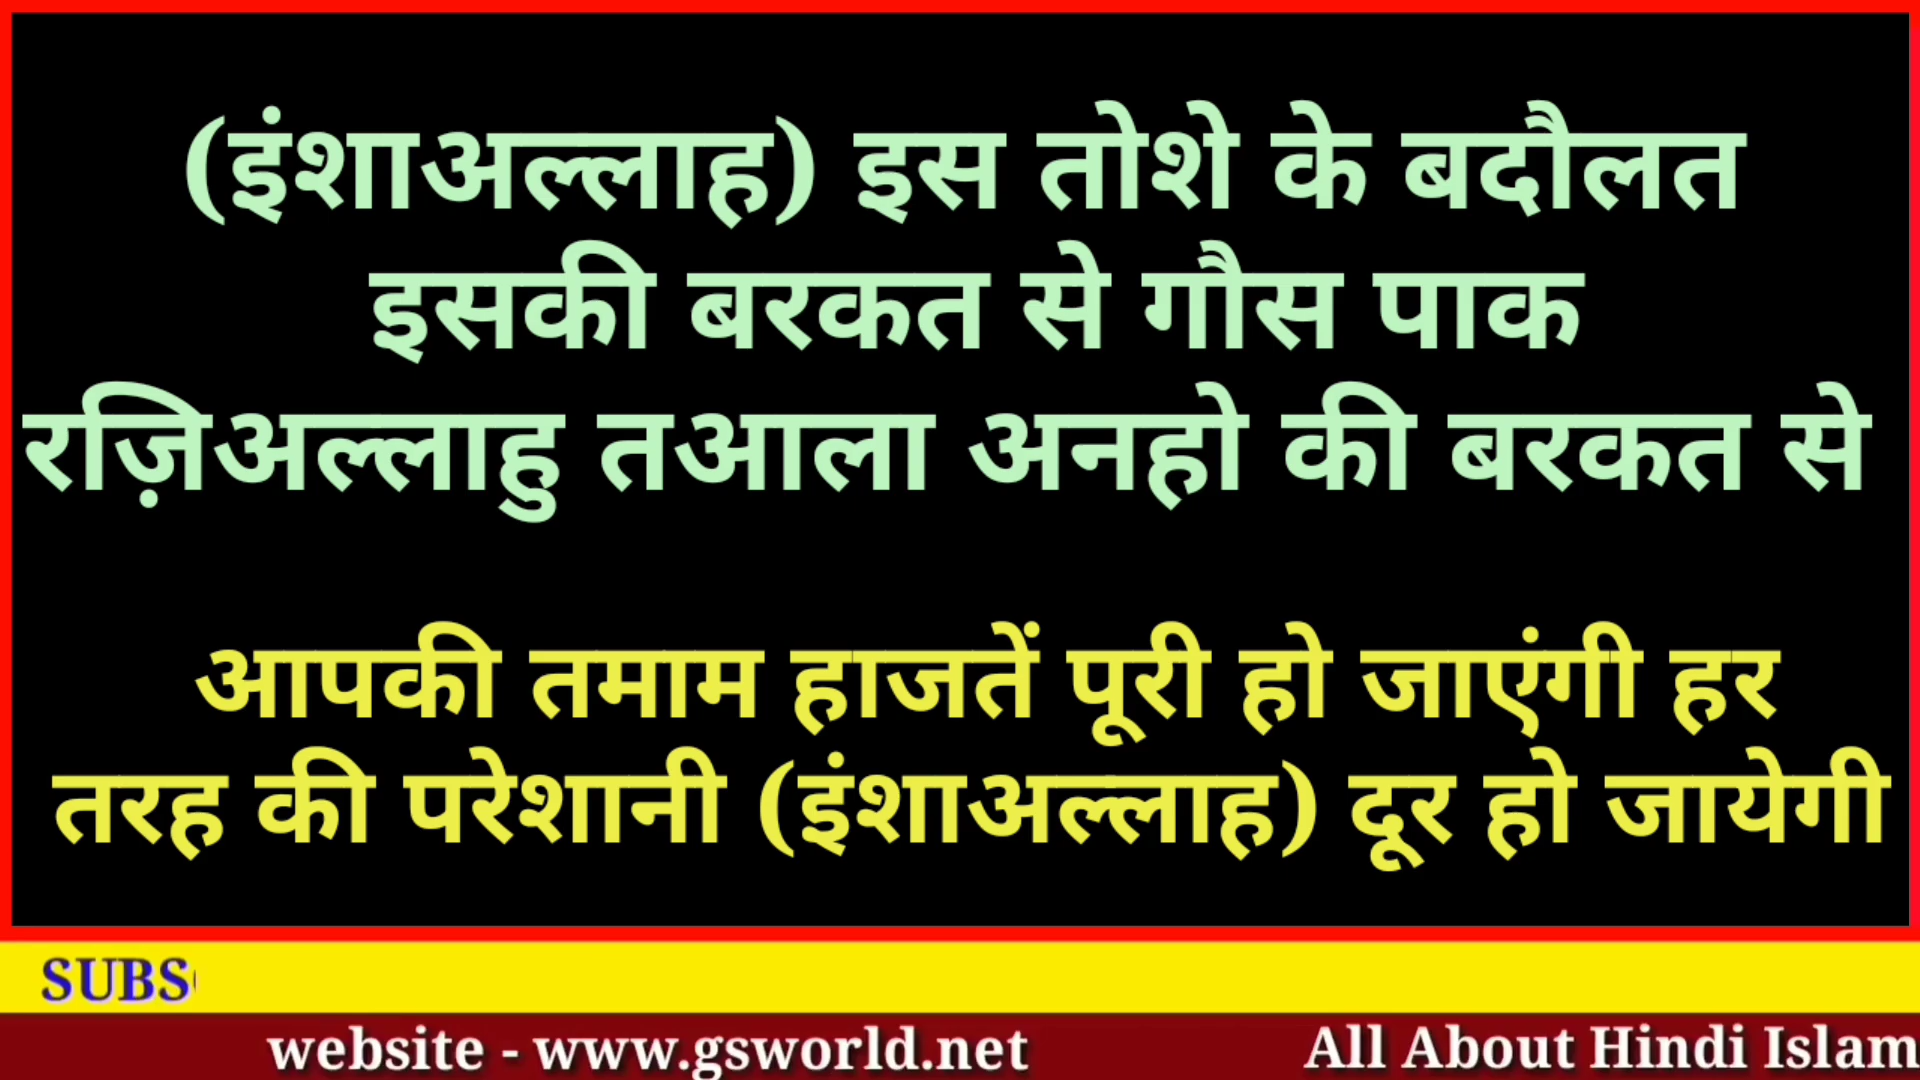 (इंशाअल्लाह) इस तोशे के बदौलत
इसकी बरकत से गौस पाक
रज़िअल्लाहु तआला अनहो की बरकत से
आपकी तमाम हाजतें पूरी हो जाएंगी हर
तरह की परेशानी (इंशाअल्लाह) दूर हो जायेगी
SUBS
website - www.gsworld.net All About Hindi Islam